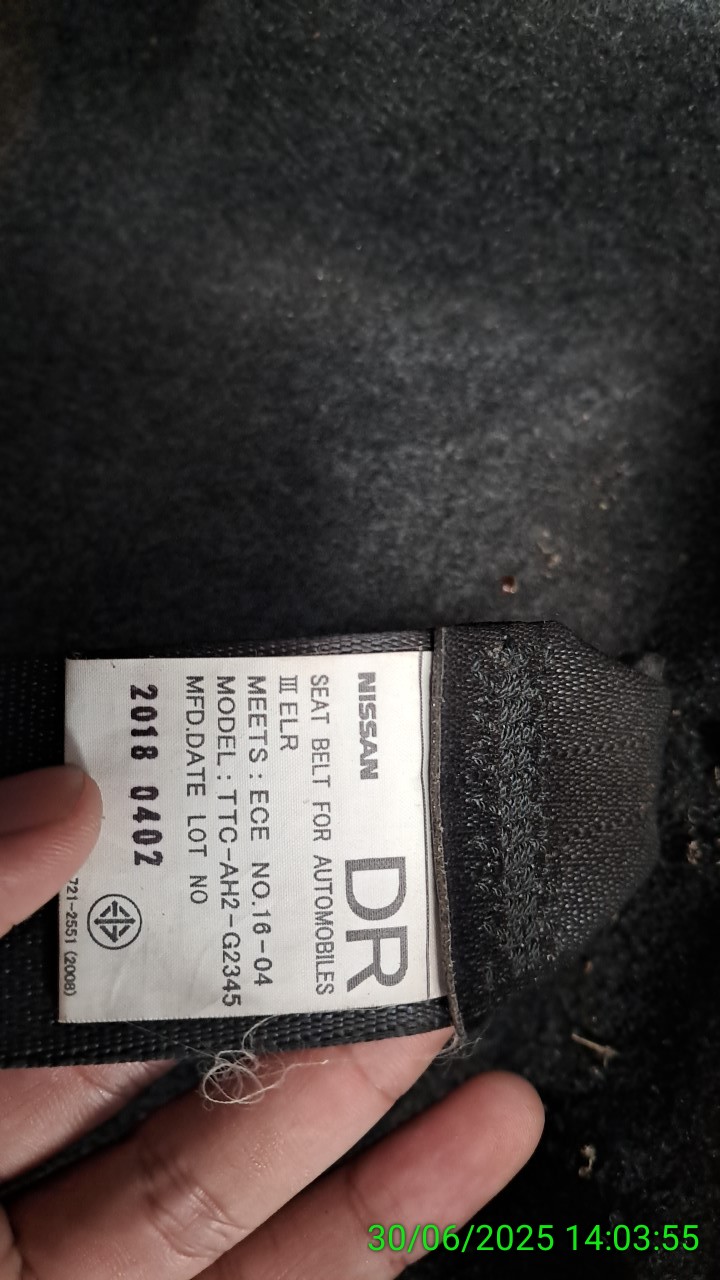 NISSAN
DR
SEAT BELT FOR AUTOMOBILES
III ELR
MEETS : ECE NO.16-04
MODEL : TTC-AH2-G2345
MFD.DATE LOT NO
2018 0402
721-2551 (2008)
30/06/2025 14:03:55